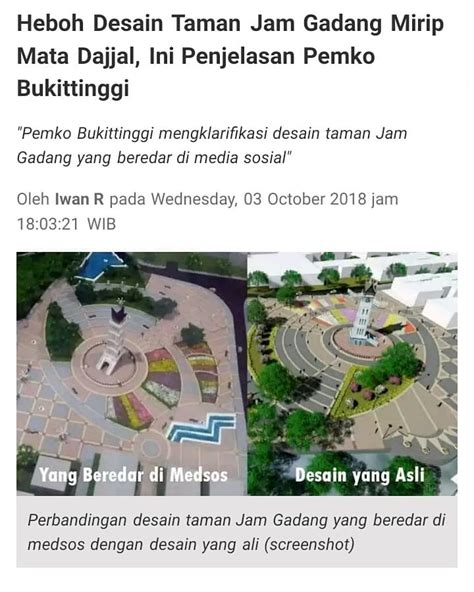 Heboh Desain Taman Jam Gadang Mirip
Mata Dajjal, Ini Penjelasan Pemko
Bukittinggi
"Pemko Bukittinggi mengklarifikasi desain taman Jam
Gadang yang beredar di media sosial"
Oleh Iwan R pada Wednesday, 03 October 2018 jam
18:03:21 WIB
Yang Beredar di Medsos
Desain yang Asli
Perbandingan desain taman Jam Gadang yang beredar di
medsos dengan desain yang ali (screenshot)